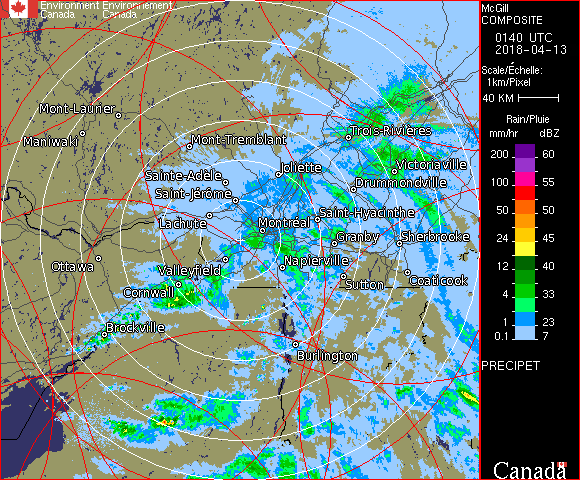 Environment Environnement
Canada Canada
McGill
COMPOSITE
0140 UTC
2018-04-13
Scale/Échelle:
1km/Pixel
40 KM
Rain/Pluie
mm/hr dBZ
200 60
100 55
50 50
24 45
12 40
4 33
1 23
0.1 7
PRECIPET
Mont-Laurier
Maniwaki
Mont-Tremblant
Trois-Rivières
Sainte-Adèle
Joliette
Victoriaville
Saint-Jérôme
Drummondville
Lachute
Saint-Hyacinthe
Montréal
Granby
Sherbrooke
Ottawa
Valleyfield
Napierville
Cornwall
Sutton
Coaticook
Brockville
Burlington
Canada